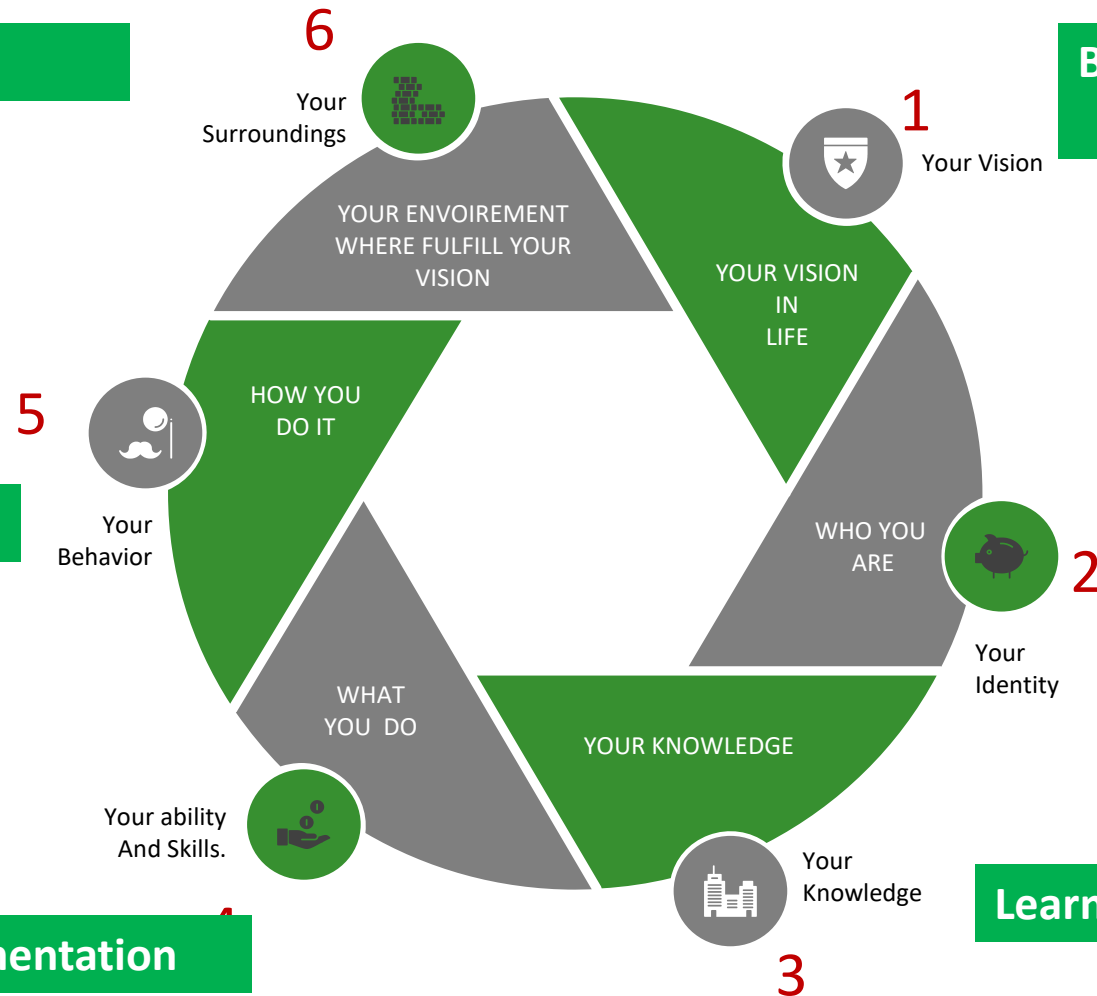 6
Your
Surroundings
1
Your Vision
YOUR ENVOIREMENT
WHERE FULFILL YOUR
VISION
YOUR VISION
IN
LIFE
5
HOW YOU
DO IT
Your
Behavior
WHO YOU
ARE
2
Your
Identity
WHAT
YOU DO
YOUR KNOWLEDGE
Your ability
And Skills.
Your
Knowledge
3